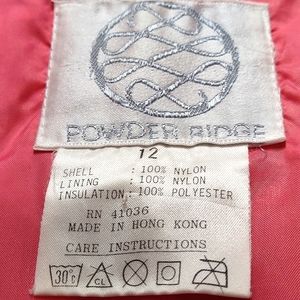 POWDER RIDGE
12
SHELL : 100% NYLON
LINING : 100% NYLON
INSULATION: 100% POLYESTER
RN 41036
MADE IN HONG KONG
CARE INSTRUCTIONS
30°C CL